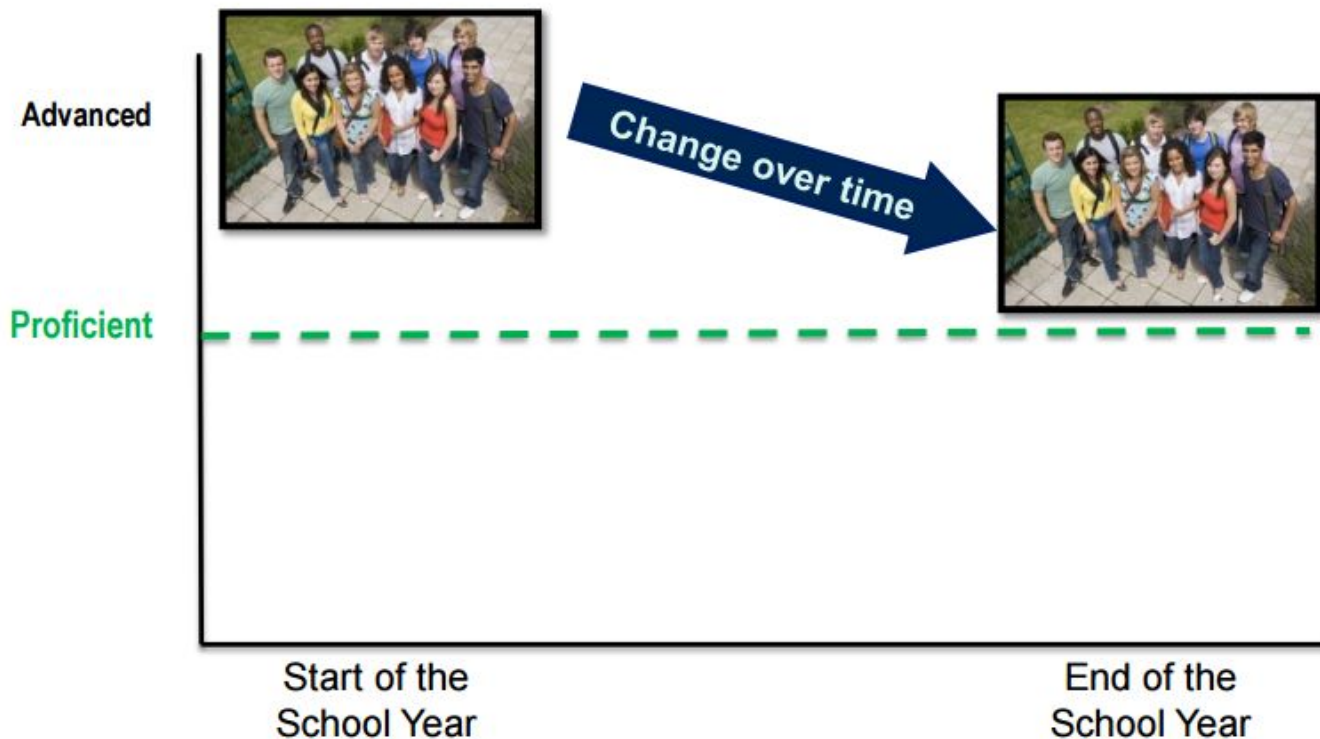 Advanced
Change over time
Proficient
Start of the
School Year
End of the
School Year